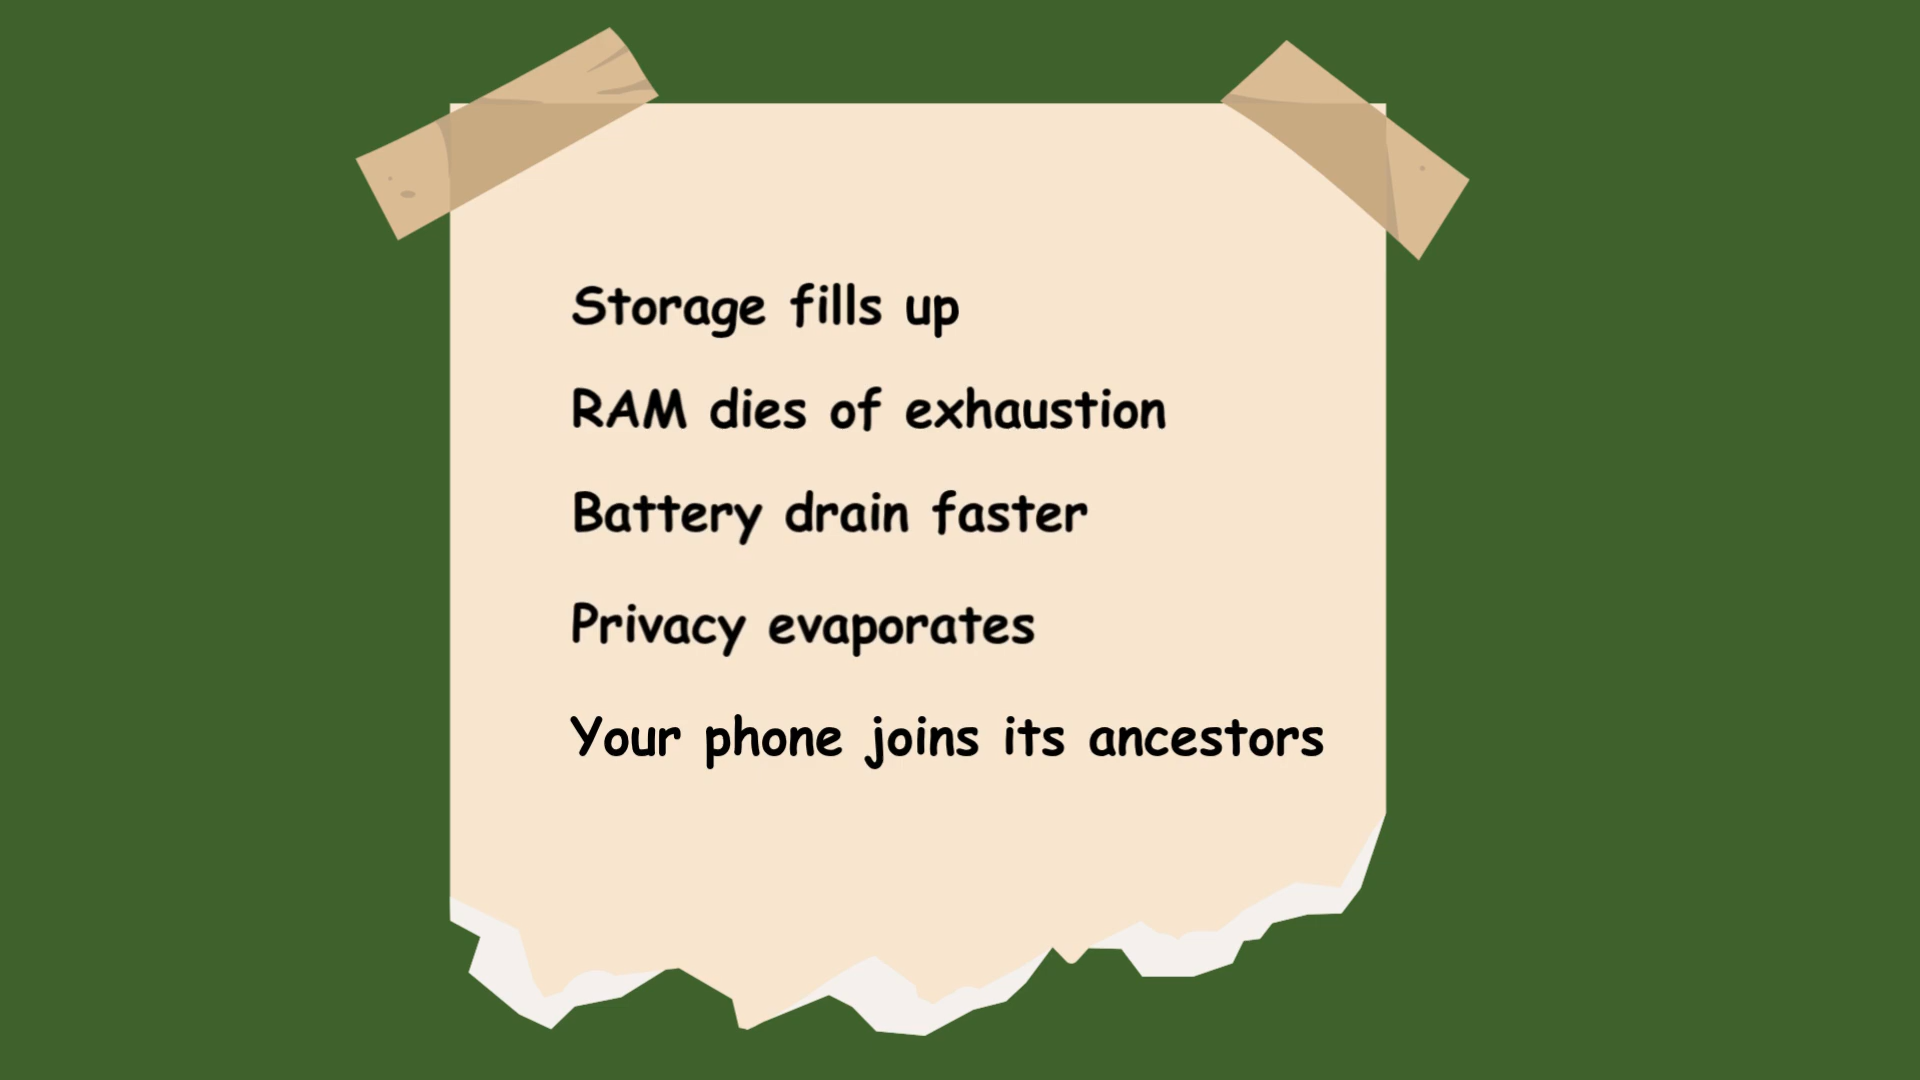 Storage fills up
RAM dies of exhaustion
Battery drain faster
Privacy evaporates
Your phone joins its ancestors